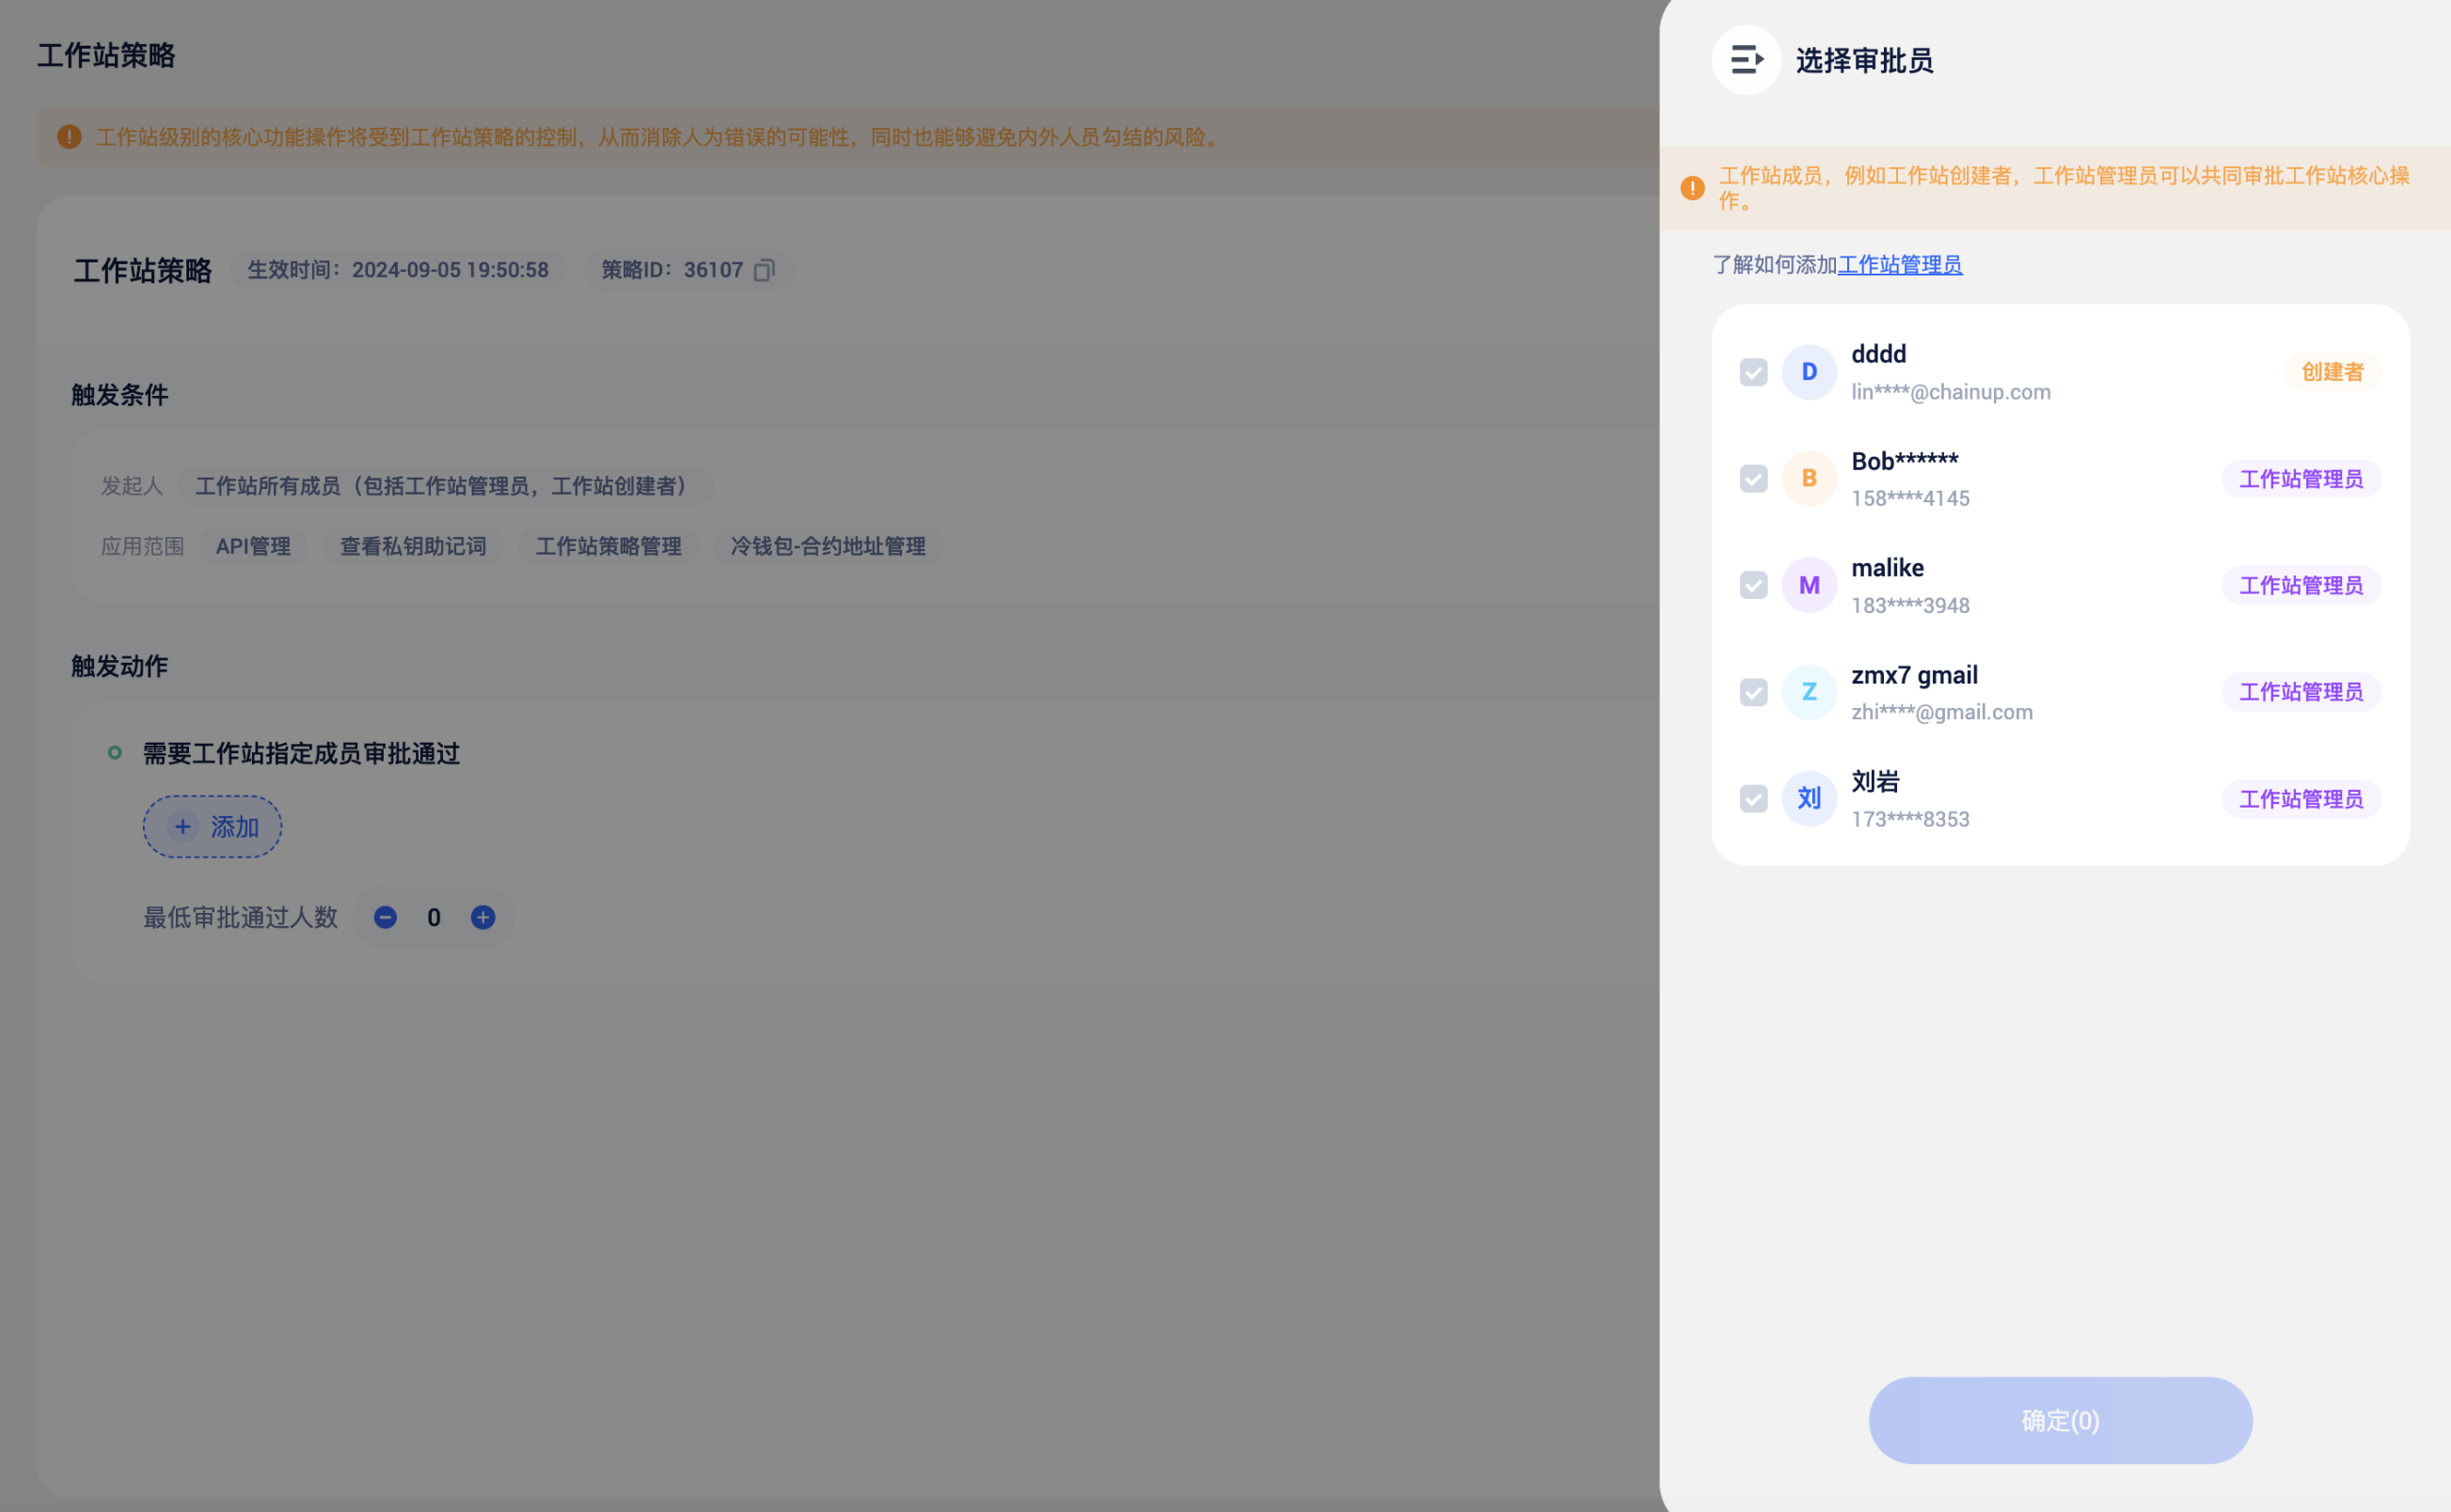 工作站策略
工作站级别的核心功能操作将受到工作站策略的控制，从而消除人为错误的可能性，同时也能够避免内外人员勾结的风险。
工作站策略 生效时间：2024-09-05 19:50:58 策略ID：36107
触发条件
发起人 工作站所有成员（包括工作站管理员，工作站创建者）
应用范围 API管理 查看私钥助记词 工作站策略管理 冷钱包-合约地址管理
触发动作
需要工作站指定成员审批通过
+ 添加
最低审批通过人数 0
选择审批员
工作站成员，例如工作站创建者，工作站管理员可以共同审批工作站核心操
作。
了解如何添加工作站管理员
D dddd 创建者
lin****@chainup.com
B Bob****** 工作站管理员
158****4145
M malike 工作站管理员
183****3948
Z zmx7 gmail 工作站管理员
zhi****@gmail.com
刘 刘岩 工作站管理员
173****8353
确定(0)